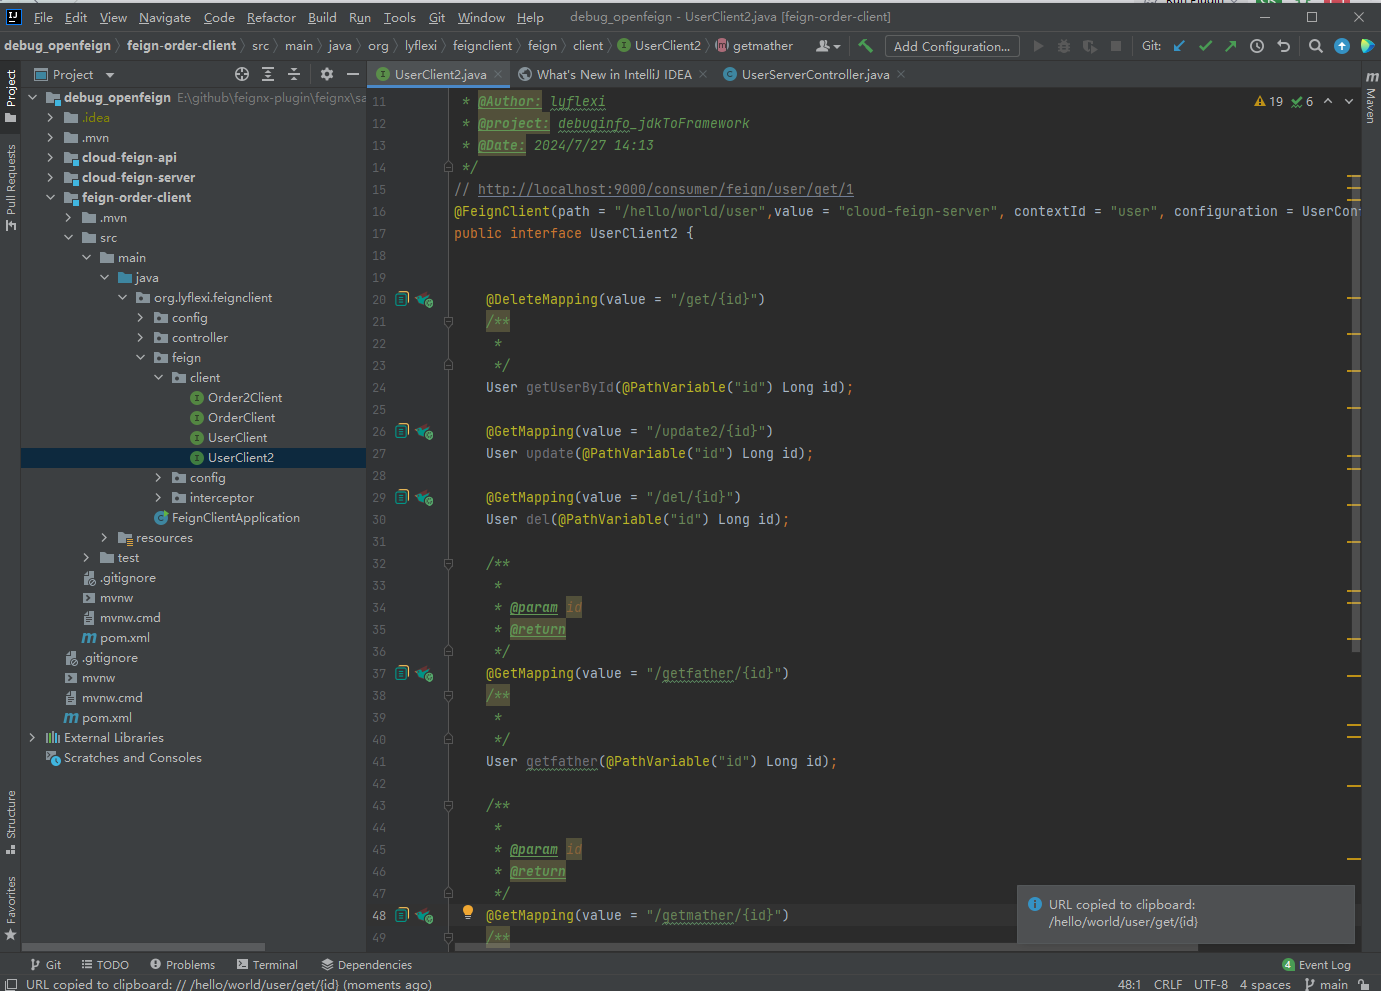 File Edit View Navigate Code Refactor Build Run Tools Git Window Help debug_openfeign - UserClient2.java [feign-order-client]
debug_openfeign feign-order-client src main java org lyflexi feignclient feign client UserClient2 getmather Add Configuration... Git:
Project UserClient2.java What's New in IntelliJ IDEA UserServerController.java
Project
Pull Requests
Structure
Favorites
debug_openfeign E:\github\feignx-plugin\feignx\sa
.idea
.mvn
cloud-feign-api
cloud-feign-server
feign-order-client
.mvn
src
main
java
org.lyflexi.feignclient
config
controller
feign
client
Order2Client
OrderClient
UserClient
UserClient2
config
interceptor
FeignClientApplication
resources
test
.gitignore
mvnw
mvnw.cmd
pom.xml
.gitignore
mvnw
mvnw.cmd
pom.xml
External Libraries
Scratches and Consoles
19 6
11 * @Author: lyflexi
12 * @project: debuginfo_jdkToFramework
13 * @Date: 2024/7/27 14:13
14 */
15 // http://localhost:9000/consumer/feign/user/get/1
16 @FeignClient(path = "/hello/world/user",value = "cloud-feign-server", contextId = "user", configuration = UserCon
17 public interface UserClient2 {
18
19
20 @DeleteMapping(value = "/get/{id}")
21 /**
22 *
23 */
24 User getUserById(@PathVariable("id") Long id);
25
26 @GetMapping(value = "/update2/{id}")
27 User update(@PathVariable("id") Long id);
28
29 @GetMapping(value = "/del/{id}")
30 User del(@PathVariable("id") Long id);
31
32 /**
33 *
34 * @param id
35 * @return
36 */
37 @GetMapping(value = "/getfather/{id}")
38 /**
39 *
40 */
41 User getfather(@PathVariable("id") Long id);
42
43 /**
44 *
45 * @param id
46 * @return
47 */
48 @GetMapping(value = "/getmather/{id}")
49 /**
m Maven
URL copied to clipboard:
/hello/world/user/get/{id}
Git TODO Problems Terminal Dependencies 4 Event Log
URL copied to clipboard: // /hello/world/user/get/{id} (moments ago) 48:1 CRLF UTF-8 4 spaces main